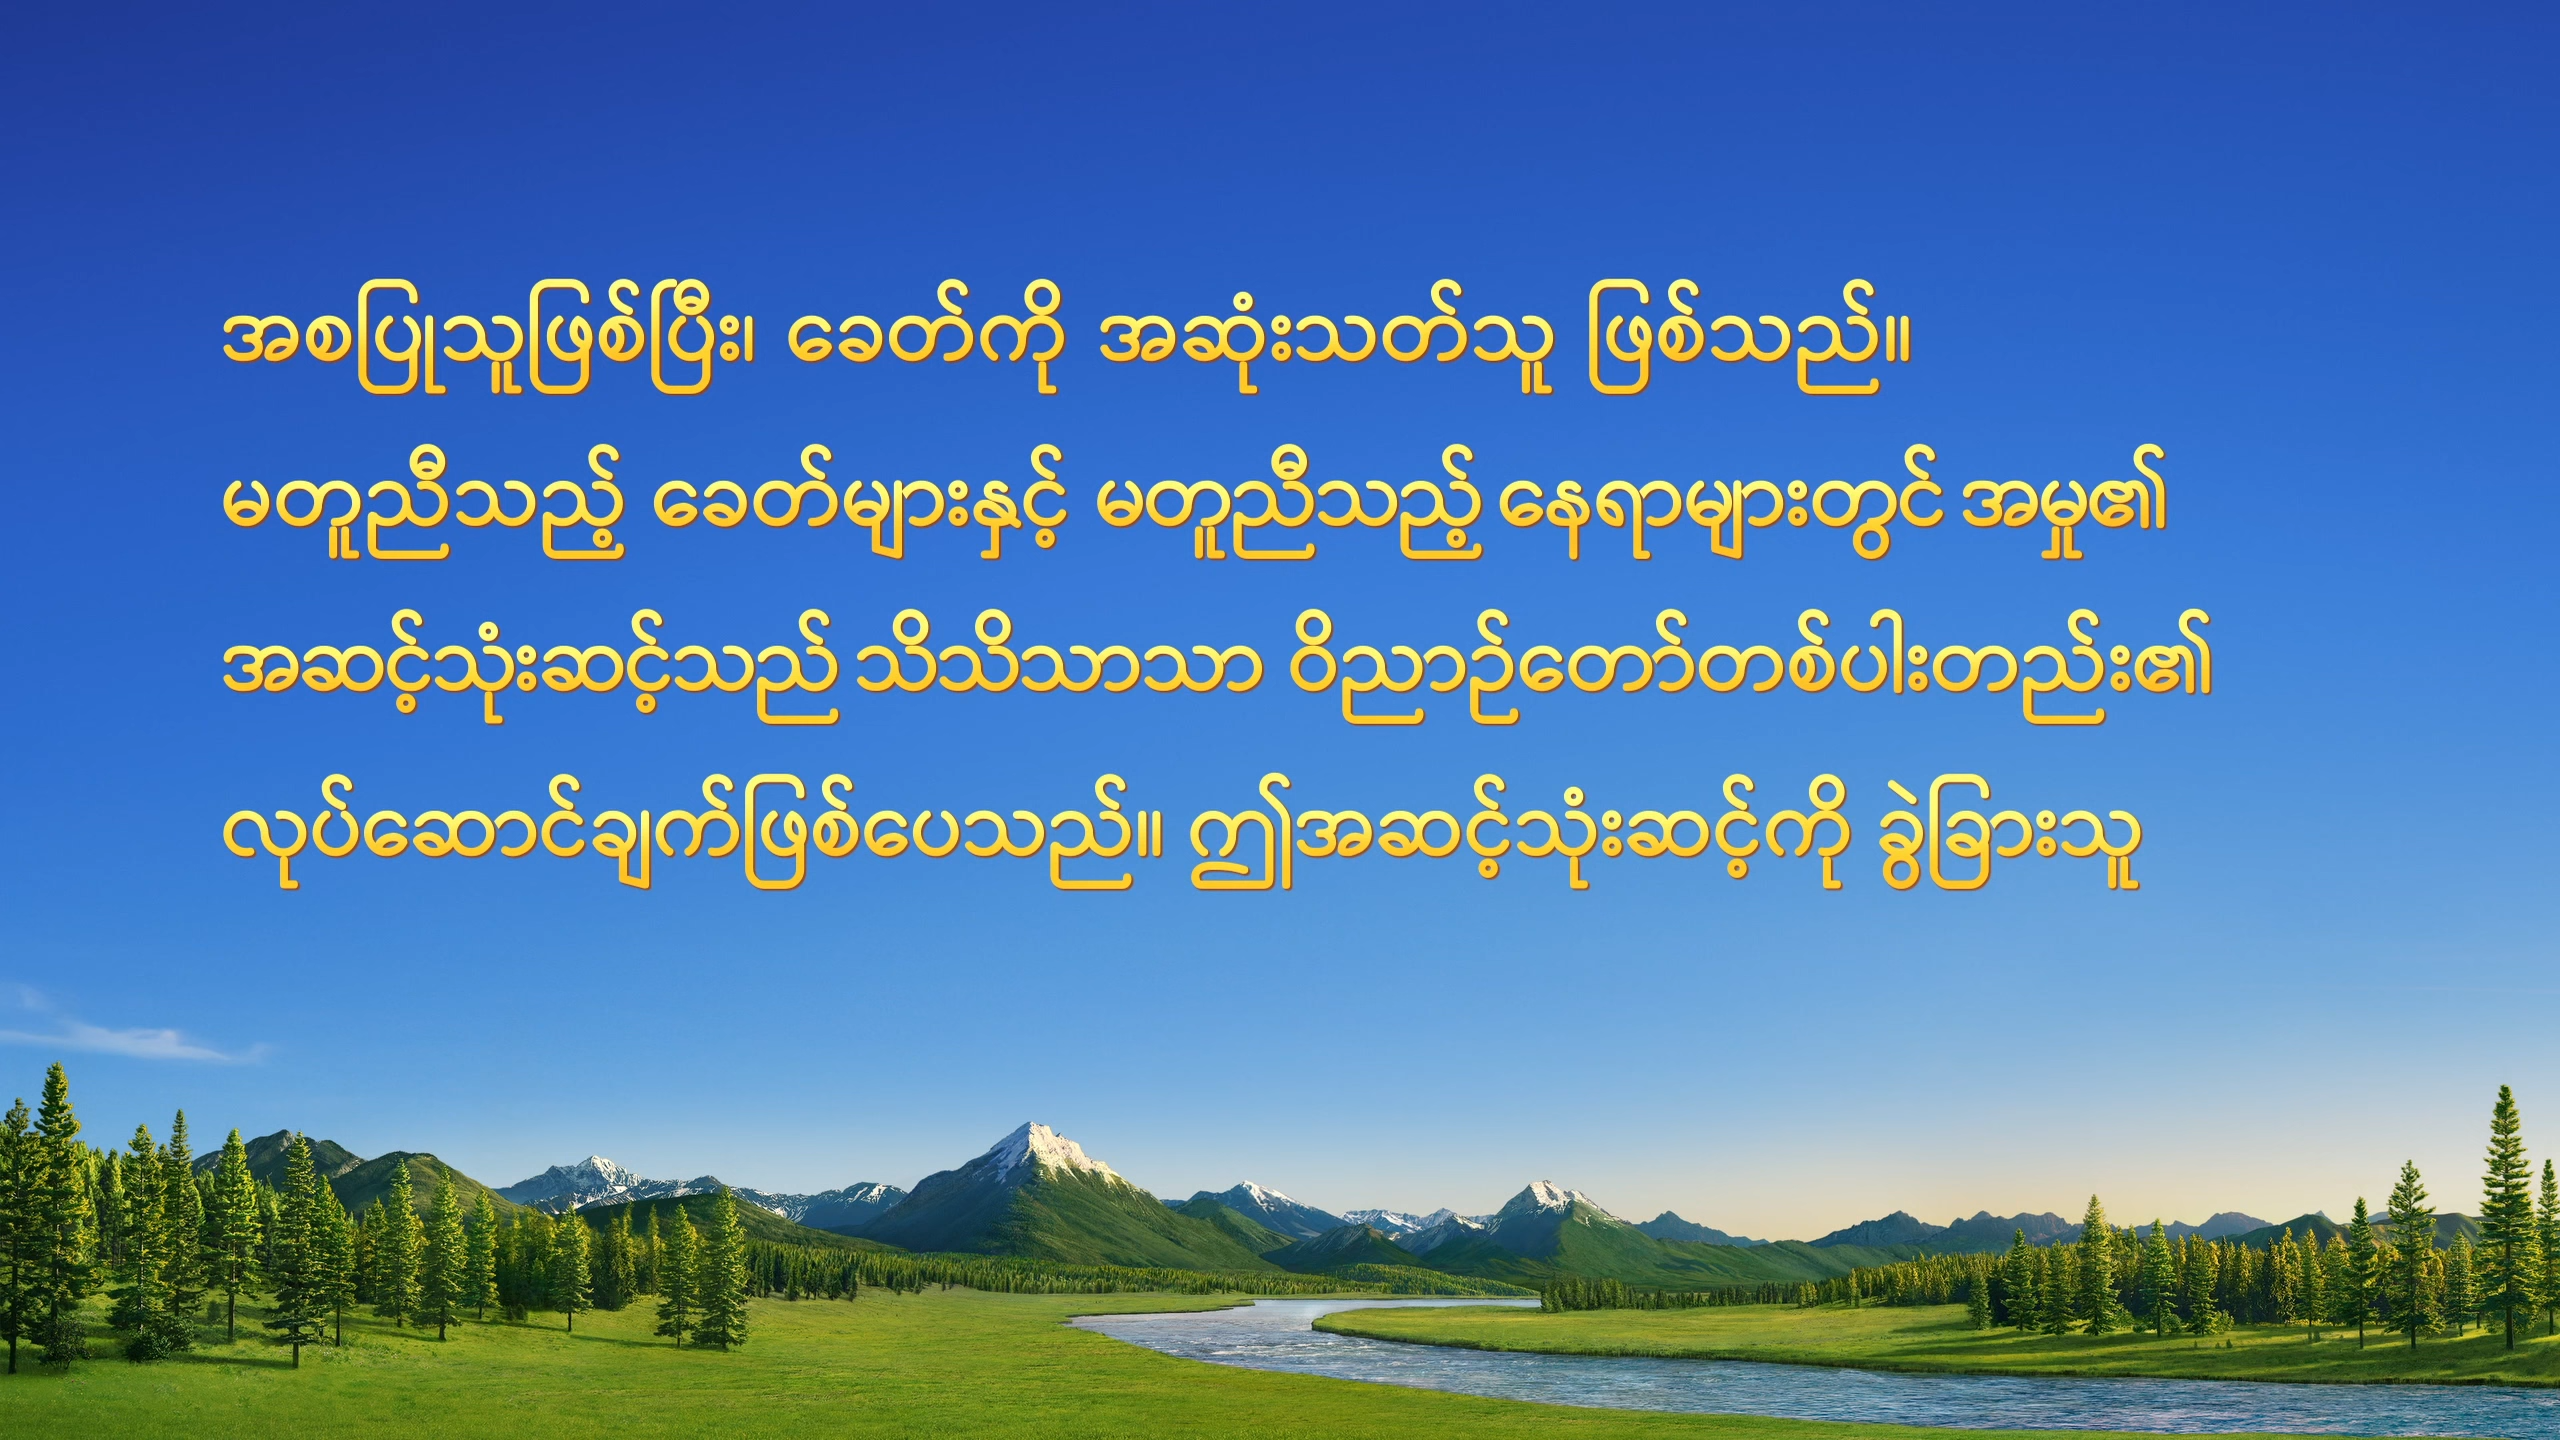 အစပြုသူဖြစ်ပြီး၊ ခေတ်ကို အဆုံးသတ်သူ ဖြစ်သည်။
မတူညီသည့် ခေတ်များနှင့် မတူညီသည့် နေရာများတွင် အမှု၏
အဆင့်သုံးဆင့်သည် သိသိသာသာ ဝိညာဉ်တော်တစ်ပါးတည်း၏
လုပ်ဆောင်ချက်ဖြစ်ပေသည်။ ဤအဆင့်သုံးဆင့်ကို ခွဲခြားသူ